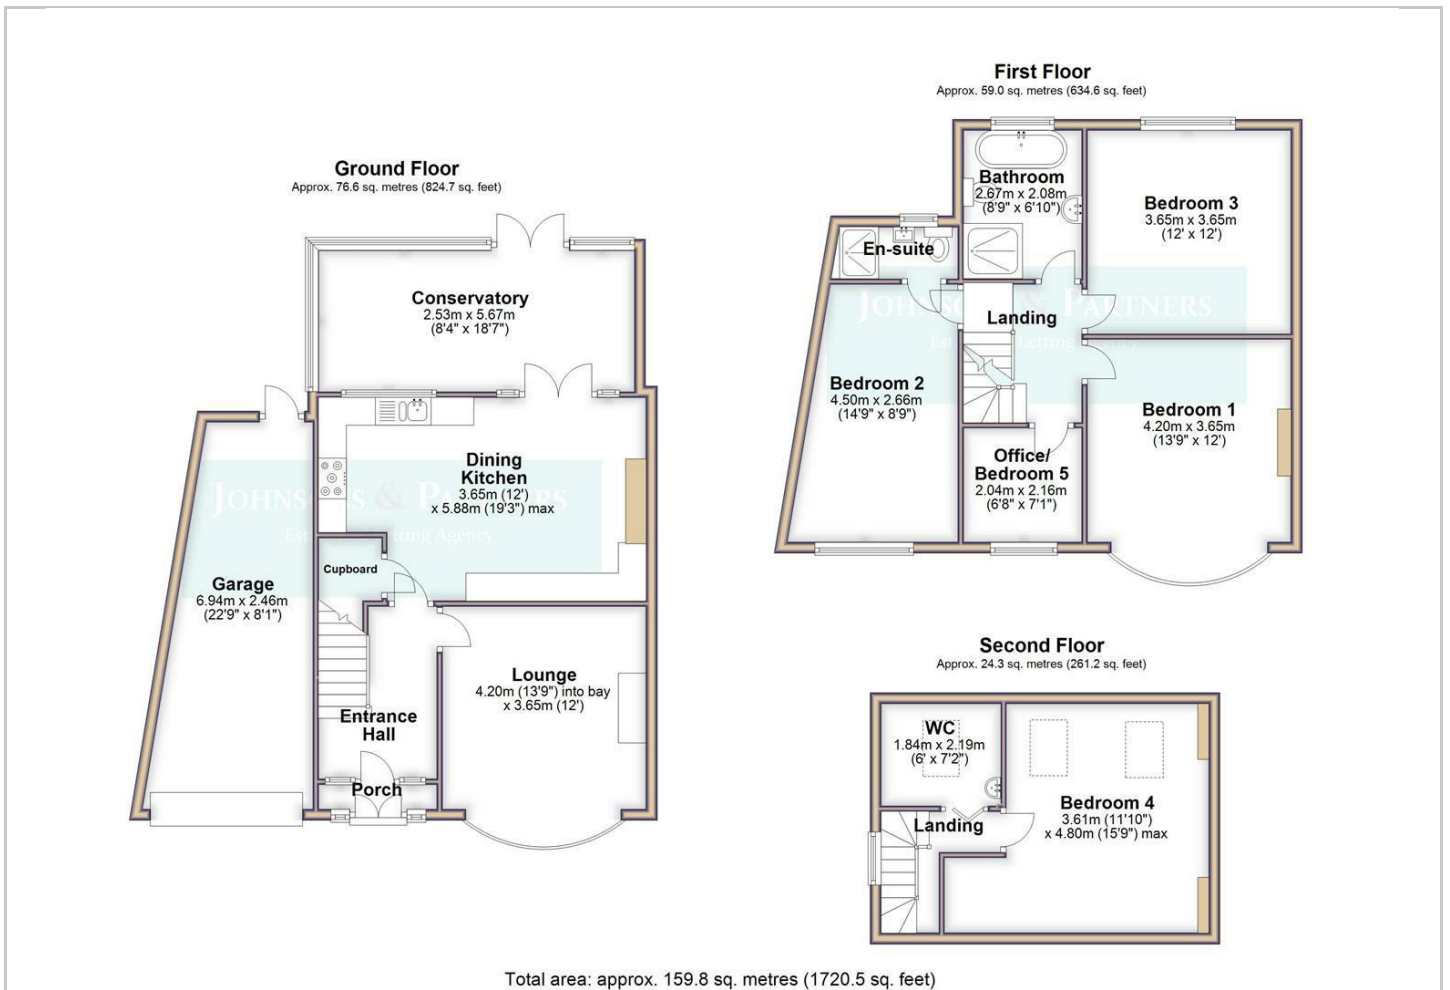 First Floor
Approx. 59.0 sq. metres (634.6 sq. feet)
Ground Floor
Approx. 76.6 sq. metres (824.7 sq. feet)
Bathroom
2.67m x 2.08m
(8'9" x 6'10")
Bedroom 3
3.65m x 3.65m
(12' x 12')
En-suite
Landing
Conservatory
2.53m x 5.67m
(8'4" x 18'7")
Bedroom 2
4.50m x 2.66m
(14'9" x 8'9")
Bedroom 1
4.20m x 3.65m
(13'9" x 12')
Office/
Bedroom 5
2.04m x 2.16m
(6'8" x 7'1")
& PARTNERS
Letting Agency
Dining
Kitchen
3.65m (12')
x 5.88m (19'3") max
&
Agency
Cupboard
Garage
6.94m x 2.46m
(22'9" x 8'1")
Lounge
4.20m (13'9") into bay
x 3.65m (12')
Entrance
Hall
Porch
Second Floor
Approx. 24.3 sq. metres (261.2 sq. feet)
WC
1.84m x 2.19m
(6' x 7'2")
Landing
Bedroom 4
3.61m (11'10")
x 4.80m (15'9") max
Total area: approx. 159.8 sq. metres (1720.5 sq. feet)